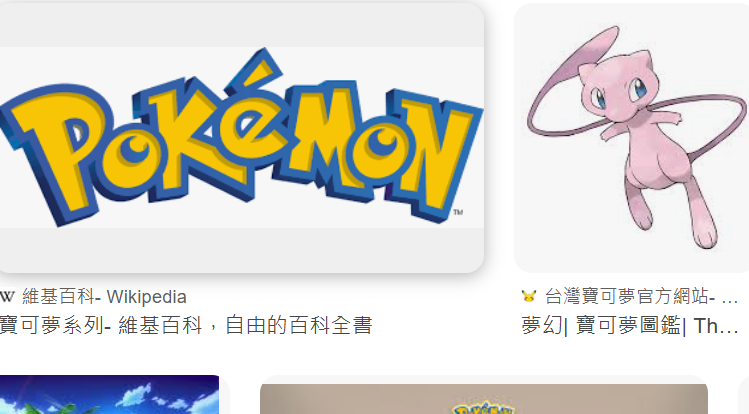 POKéMON
TM
W 維基百科- Wikipedia
寶可夢系列- 維基百科，自由的百科全書
台灣寶可夢官方網站- ...
夢幻| 寶可夢圖鑑| Th...
POKéMON